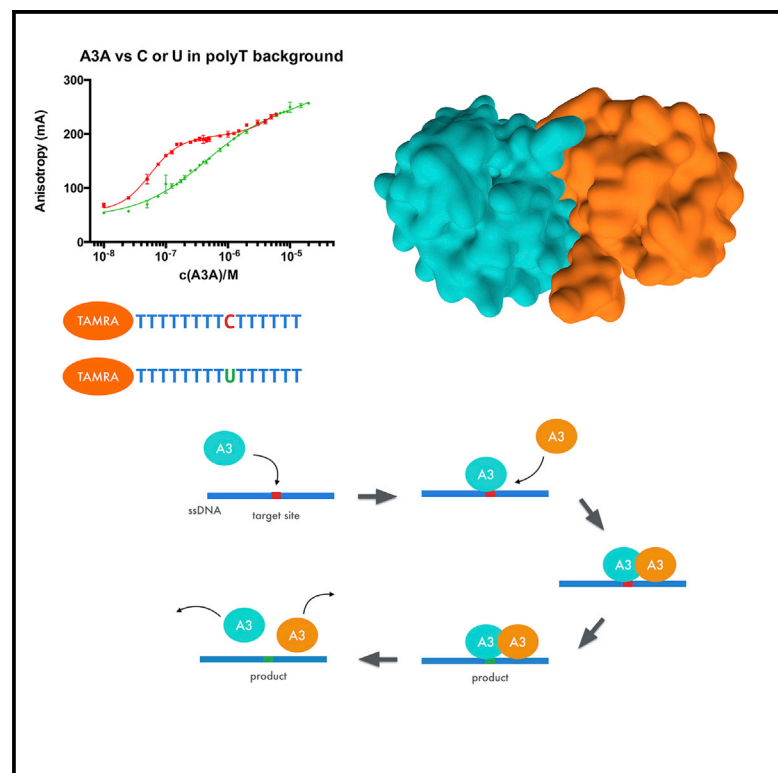 A3A vs C or U in polyT background
300
200
100
0
Anisotropy (mA)
10-8
10-7
10-6
10-5
c(A3A)/M
TAMRA TTTTTTTTCTTTTTT
TAMRA TTTTTTTTUTTTTTT
A3
ssDNA
target site
A3
A3
A3 A3
A3
A3
product
A3 A3
product